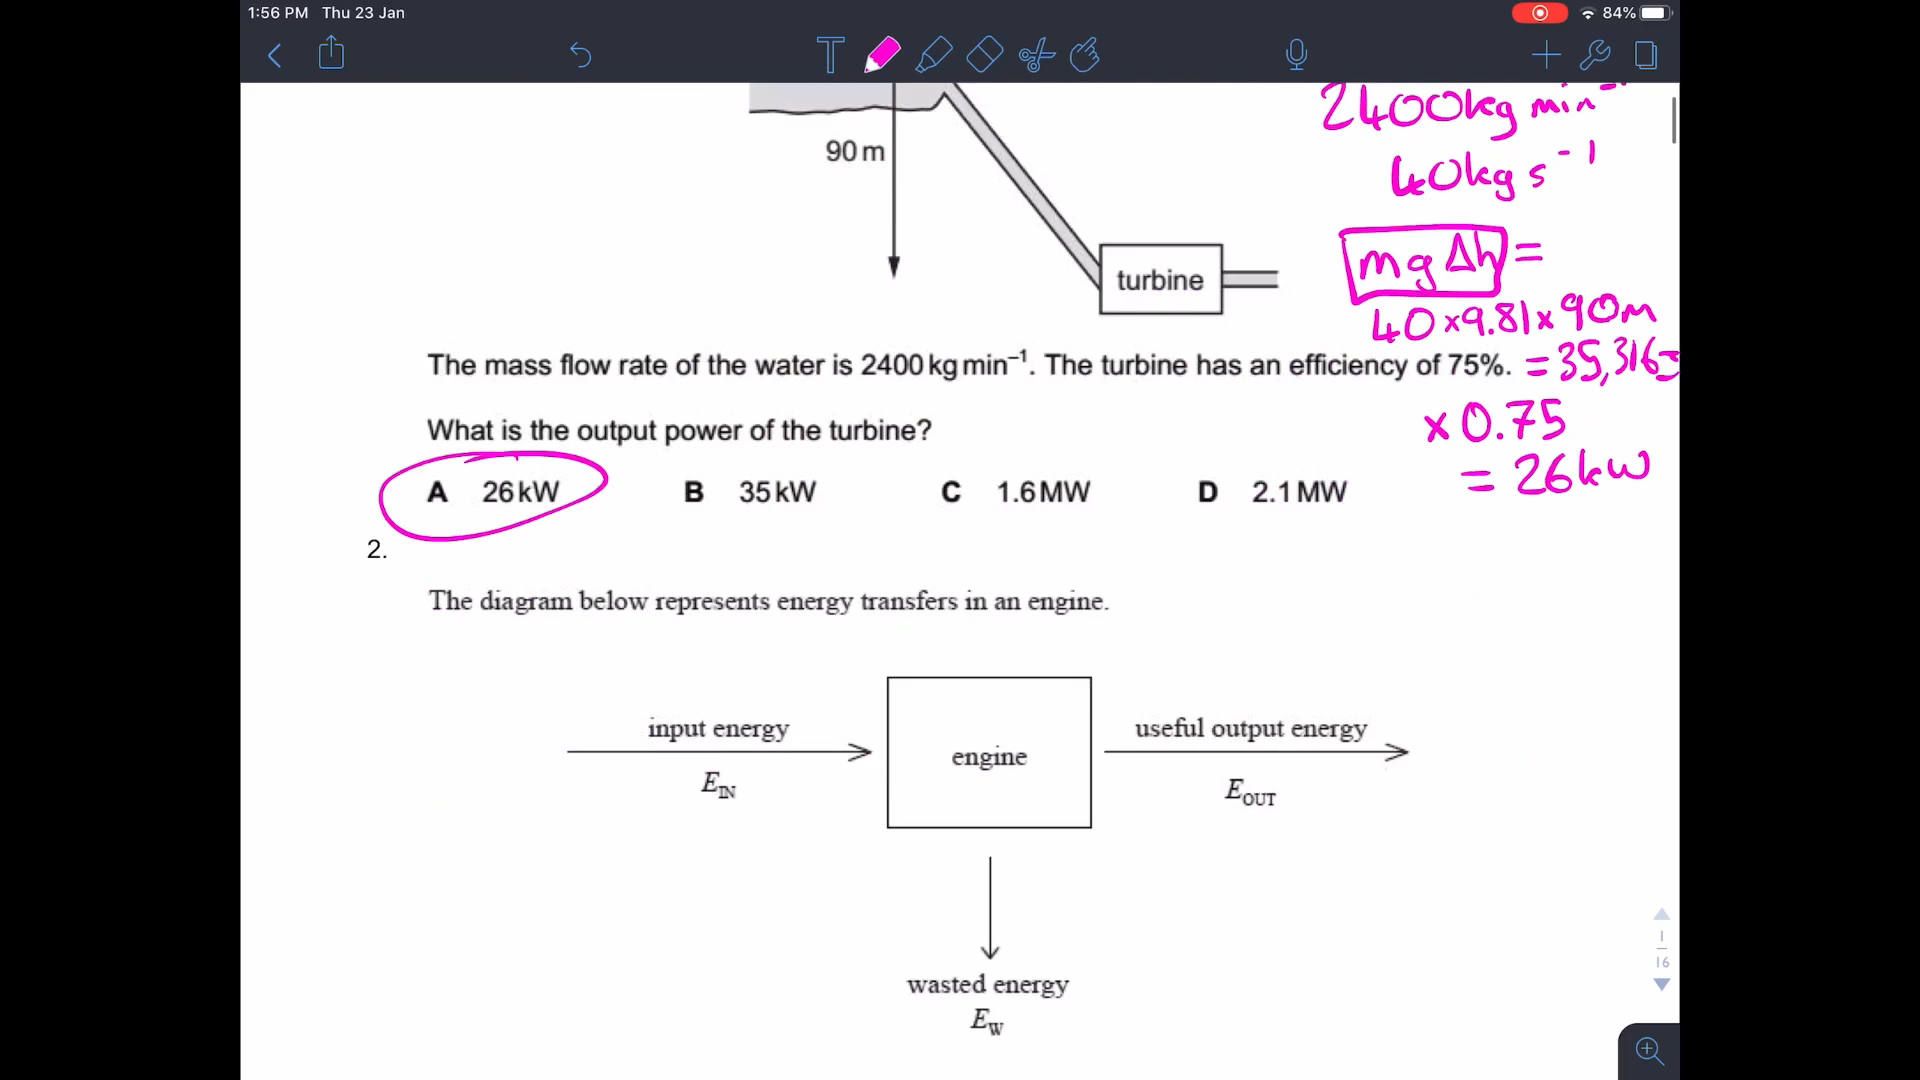 1:56 PM Thu 23 Jan
84%
T
2400kg min⁻
40kg s⁻¹
90 m
mgΔh =
turbine
40×9.81×90m
The mass flow rate of the water is 2400 kg min⁻¹. The turbine has an efficiency of 75%.
= 35,316J
What is the output power of the turbine?
× 0.75
= 26kW
A 26 kW B 35 kW C 1.6 MW D 2.1 MW
2.
The diagram below represents energy transfers in an engine.
input energy
useful output energy
engine
E_IN
E_OUT
wasted energy
E_W
1
16